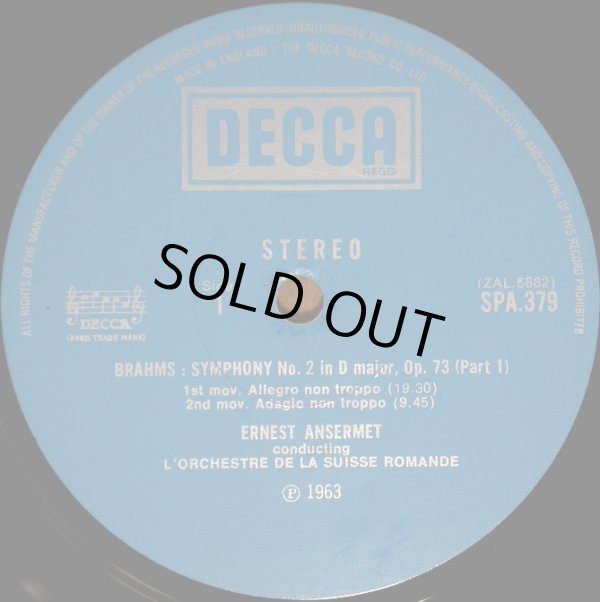 ALL RIGHTS OF THE MANUFACTURER AND OF THE OWNER OF THE RECORDED WORK RESERVED · UNAUTHORISED PUBLIC PERFORMANCE BROADCASTING AND COPYING OF THIS RECORD PROHIBITED
MADE IN ENGLAND · THE DECCA RECORD CO LTD
DECCA
REGD
STEREO
SOLD OUT
1
(ZAL.5882)
SPA.379
DECCA
REGD. TRADE MARK
BRAHMS : SYMPHONY No. 2 in D major, Op. 73 (Part 1)
1st mov. Allegro non troppo (19.30)
2nd mov. Adagio non troppo (9.45)
ERNEST ANSERMET
conducting
L'ORCHESTRE DE LA SUISSE ROMANDE
Ⓟ 1963